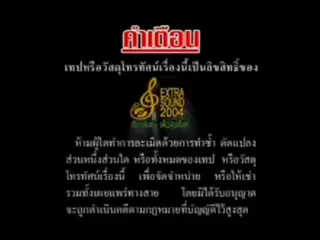 คำเตือน
เทปหรือวัสดุโทรทัศน์เรื่องนี้เป็นลิขสิทธิ์ของ
EXTRA
SOUND
2004
ห้ามผู้ใดทำการละเมิดด้วยการทำซ้ำ ดัดแปลง
ส่วนหนึ่งส่วนใด หรือทั้งหมดของเทป หรือวัสดุ
โทรทัศน์เรื่องนี้ เพื่อจัดจำหน่าย หรือให้เช่า
รวมทั้งเผยแพร่ทางสาย โดยมิได้รับอนุญาต
จะถูกดำเนินคดีตามกฎหมายที่บัญญัติไว้สูงสุด